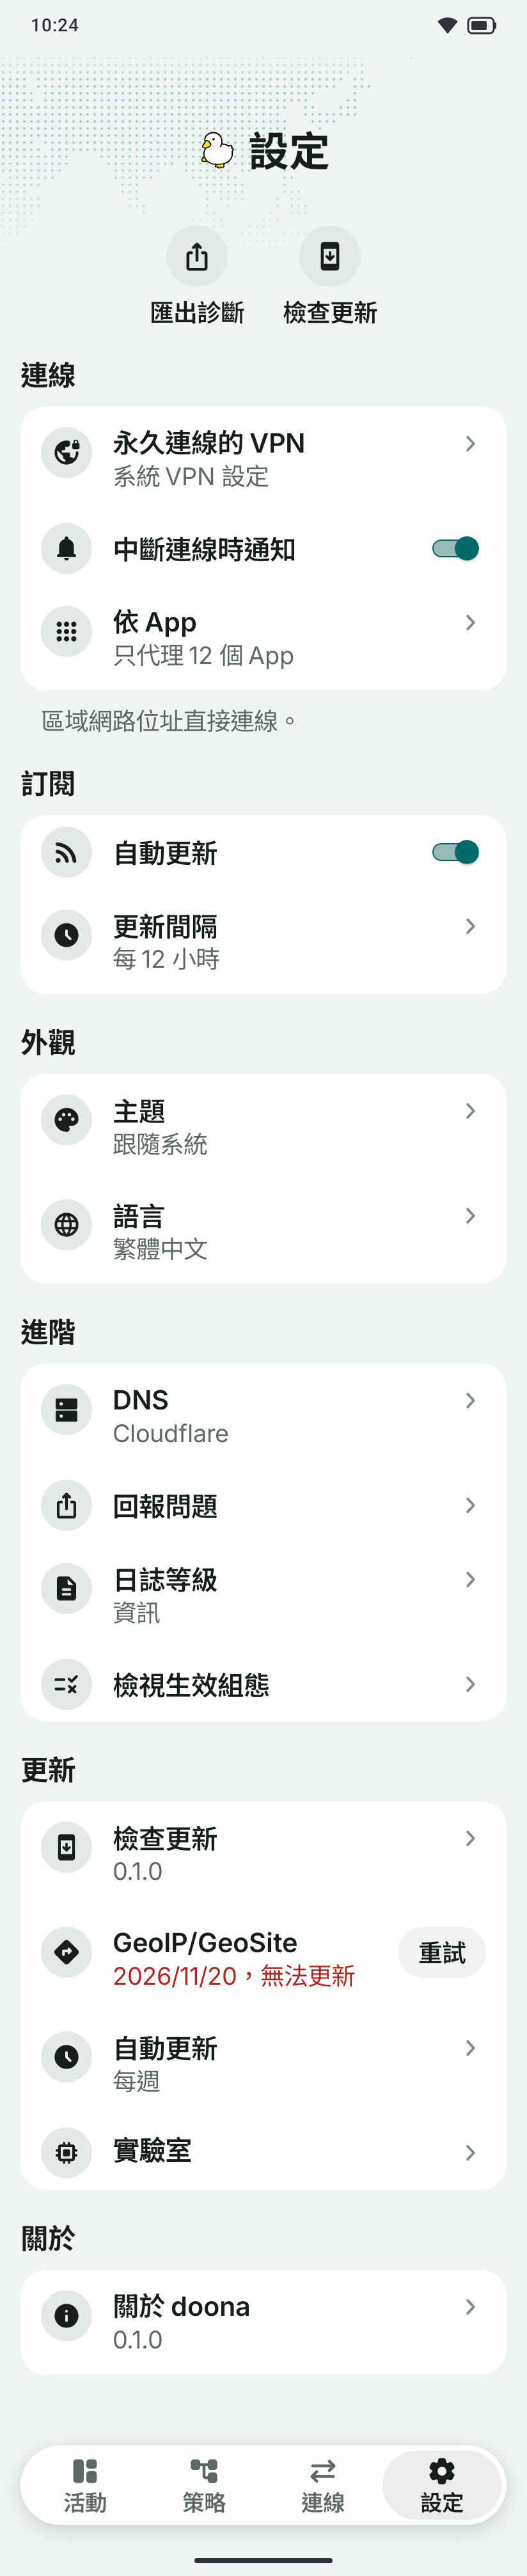 10:24
設定
匯出診斷
檢查更新
連線
永久連線的 VPN
系統 VPN 設定
中斷連線時通知
依 App
只代理 12 個 App
區域網路位址直接連線。
訂閱
自動更新
更新間隔
每 12 小時
外觀
主題
跟隨系統
語言
繁體中文
進階
DNS
Cloudflare
回報問題
日誌等級
資訊
檢視生效組態
更新
檢查更新
0.1.0
GeoIP/GeoSite
2026/11/20，無法更新
重試
自動更新
每週
實驗室
關於
關於 doona
0.1.0
活動
策略
連線
設定